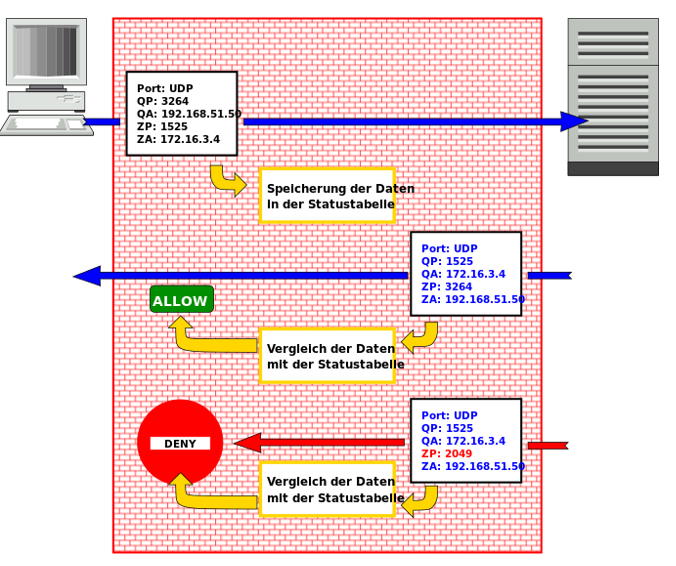 Port: UDP
QP: 3264
QA: 192.168.51.50
ZP: 1525
ZA: 172.16.3.4
Speicherung der Daten
In der Statustabelle
Port: UDP
QP: 1525
QA: 172.16.3.4
ZP: 3264
ZA: 192.168.51.50
ALLOW
Vergleich der Daten
mit der Statustabelle
Port: UDP
QP: 1525
QA: 172.16.3.4
ZP: 2049
ZA: 192.168.51.50
DENY
Vergleich der Daten
mit der Statustabelle